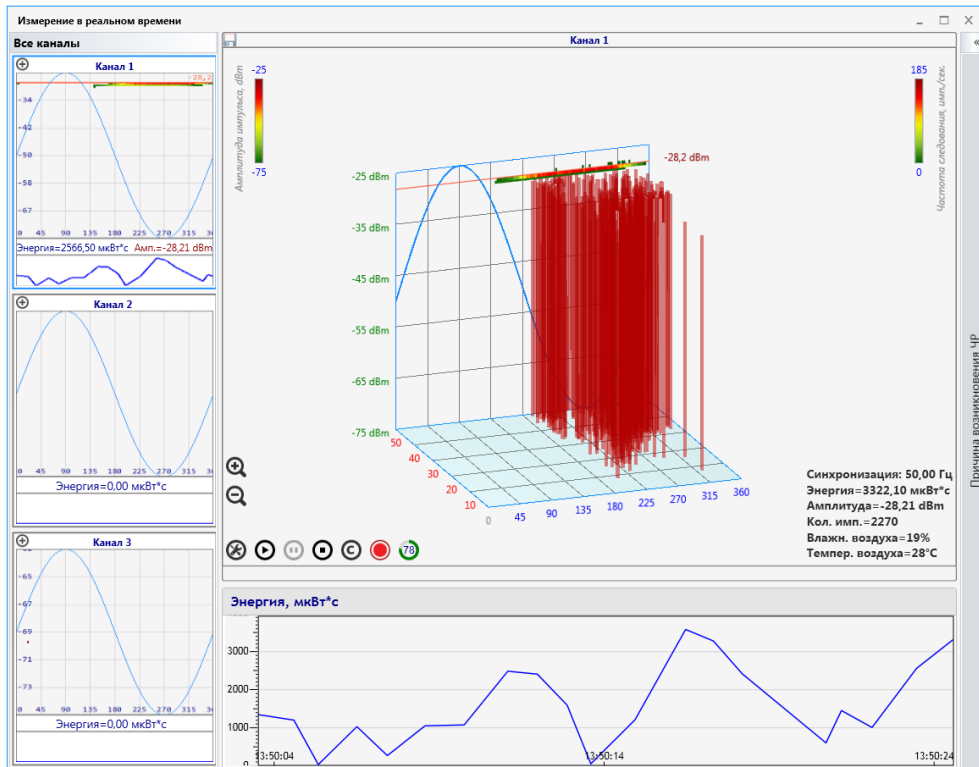 Измерение в реальном времени
Все каналы
Канал 1
-28,2
-34
-42
-50
-58
-67
0 45 90 135 180 225 270 315 3
Энергия=2566,50 мкВт*с Амп.=-28,21 dBm
Канал 2
0 45 90 135 180 225 270 315 3
Энергия=0,00 мкВт*с
Канал 3
-65
-67
-69
-71
-73
0 45 90 135 180 225 270 315 3
Энергия=0,00 мкВт*с
Канал 1
Амплитуда импульса, dBm
-25
-75
185
0
Частота следования, имп/сек.
-28,2 dBm
-25 dBm
-35 dBm
-45 dBm
-55 dBm
-65 dBm
-75 dBm
50
40
30
20
10
0
45 90 135 180 225 270 315 360
Синхронизация: 50,00 Гц
Энергия=3322,10 мкВт*с
Амплитуда=-28,21 dBm
Кол. имп.=2270
Влажн. воздуха=19%
Темпер. воздуха=28°C
C
78
Энергия, мкВт*с
3000
2000
1000
0
13:50:04 13:50:14 13:50:24
«
Причина возникновения ЧР